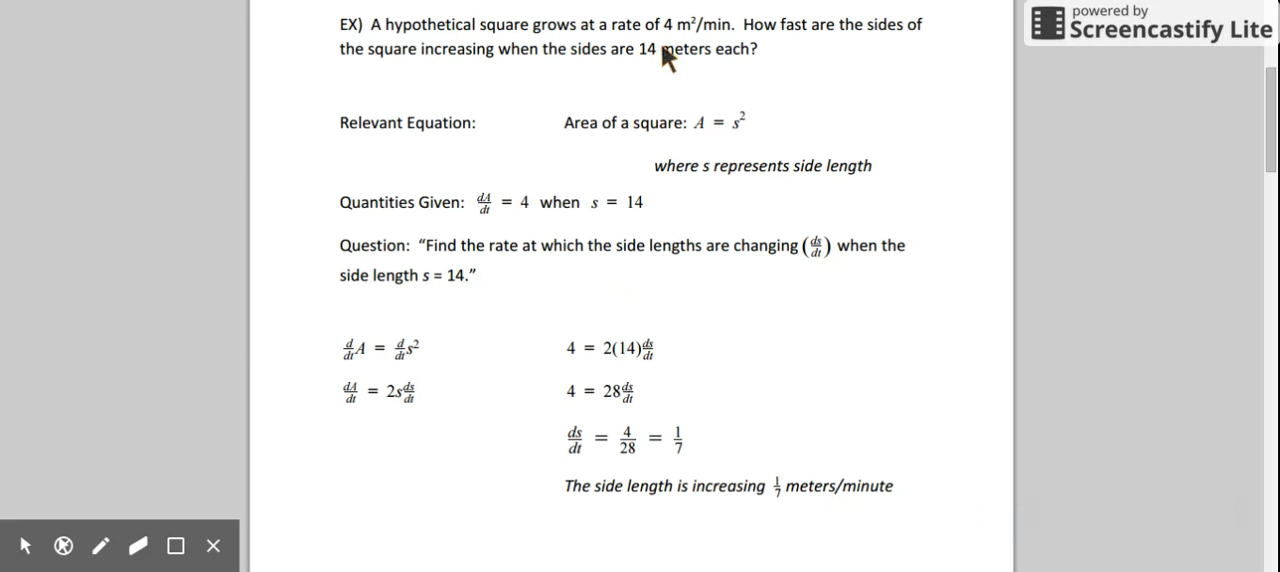 EX) A hypothetical square grows at a rate of 4 m²/min. How fast are the sides of
the square increasing when the sides are 14 meters each?
powered by
Screencastify Lite
Relevant Equation: Area of a square: A = s²
where s represents side length
Quantities Given: dA/dt = 4 when s = 14
Question: “Find the rate at which the side lengths are changing (ds/dt) when the
side length s = 14.”
d/dt A = d/dt s² 4 = 2(14)ds/dt
dA/dt = 2s ds/dt 4 = 28 ds/dt
ds/dt = 4/28 = 1/7
The side length is increasing 1/7 meters/minute